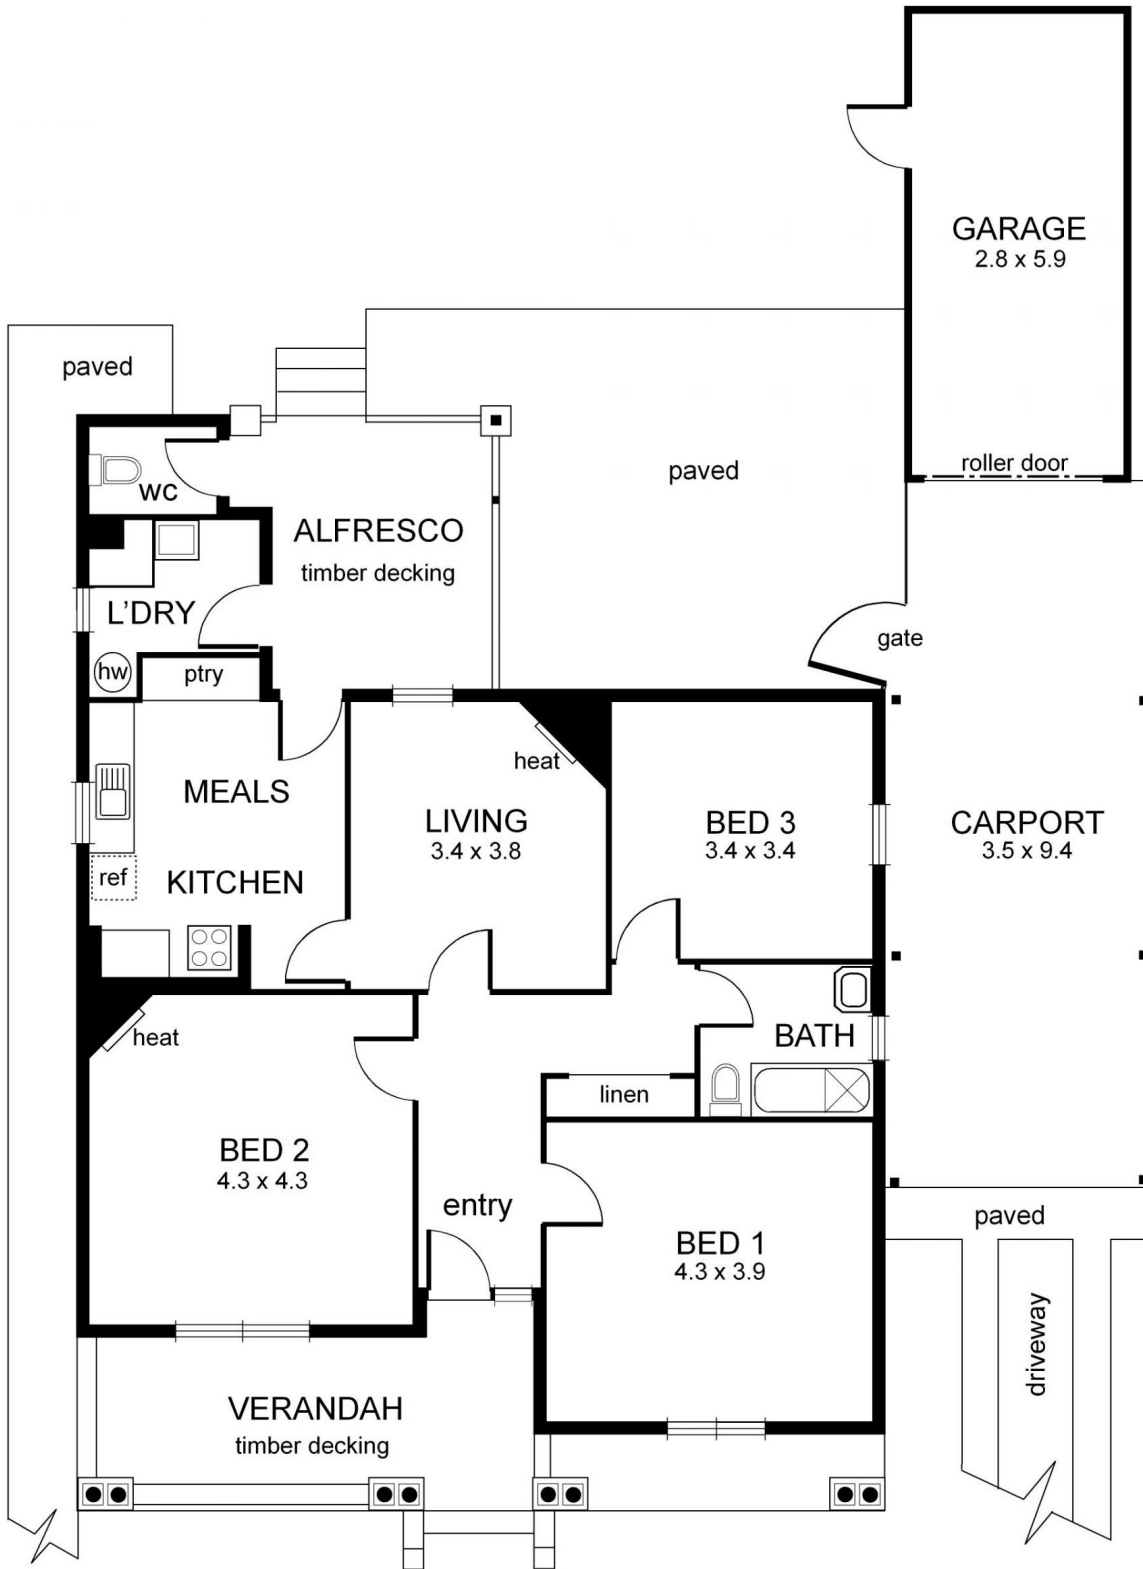 GARAGE
2.8 x 5.9
paved
roller door
paved
WC
ALFRESCO
timber decking
L'DRY
gate
hw
ptry
heat
MEALS
LIVING
3.4 x 3.8
BED 3
3.4 x 3.4
CARPORT
3.5 x 9.4
ref
KITCHEN
heat
BATH
linen
BED 2
4.3 x 4.3
entry
paved
BED 1
4.3 x 3.9
driveway
VERANDAH
timber decking